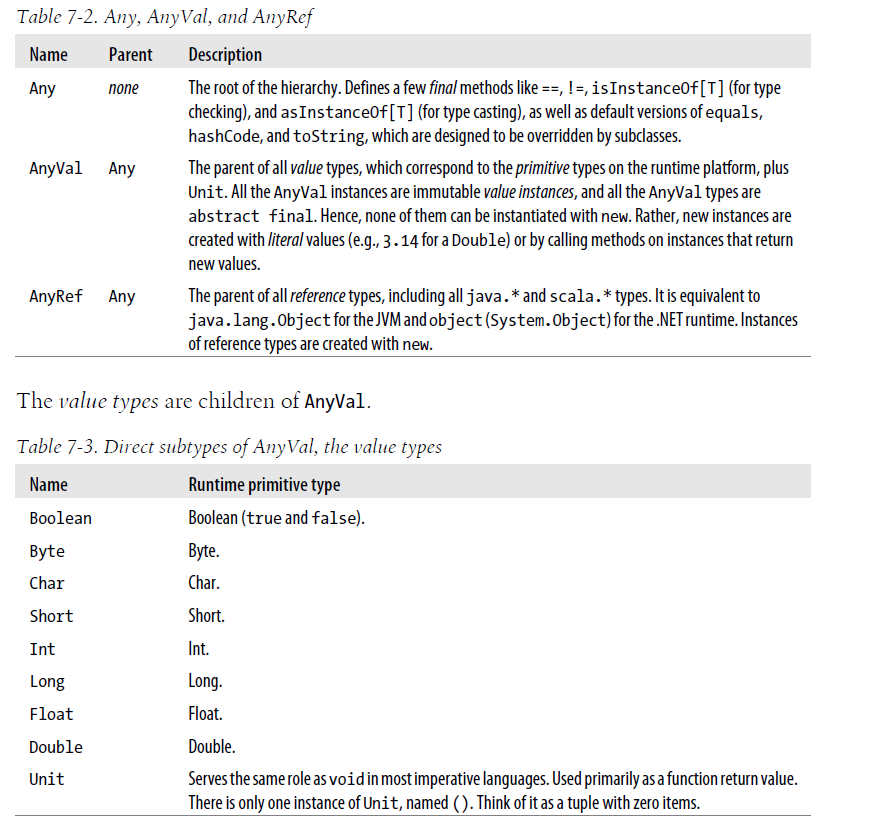 Table 7-2. Any, AnyVal, and AnyRef
Name Parent Description
Any none The root of the hierarchy. Defines a few final methods like ==, !=, isInstanceOf[T] (for type
checking), and asInstanceOf[T] (for type casting), as well as default versions of equals,
hashCode, and toString, which are designed to be overridden by subclasses.
AnyVal Any The parent of all value types, which correspond to the primitive types on the runtime platform, plus
Unit. All the AnyVal instances are immutable value instances, and all the AnyVal types are
abstract final. Hence, none of them can be instantiated with new. Rather, new instances are
created with literal values (e.g., 3.14 for a Double) or by calling methods on instances that return
new values.
AnyRef Any The parent of all reference types, including all java.* and scala.* types. It is equivalent to
java.lang.Object for the JVM and object (System.Object) for the .NET runtime. Instances
of reference types are created with new.
The value types are children of AnyVal.
Table 7-3. Direct subtypes of AnyVal, the value types
Name Runtime primitive type
Boolean Boolean (true and false).
Byte Byte.
Char Char.
Short Short.
Int Int.
Long Long.
Float Float.
Double Double.
Unit Serves the same role as void in most imperative languages. Used primarily as a function return value.
There is only one instance of Unit, named (). Think of it as a tuple with zero items.